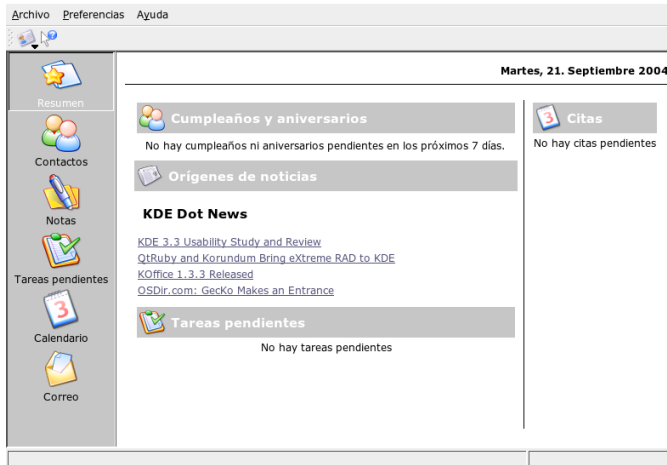 Archivo Preferencias Ayuda
Martes, 21. Septiembre 2004
Resumen
Contactos
Notas
Tareas pendientes
Calendario
Correo
Cumpleaños y aniversarios
No hay cumpleaños ni aniversarios pendientes en los próximos 7 días.
Orígenes de noticias
KDE Dot News
KDE 3.3 Usability Study and Review
QtRuby and Korundum Bring eXtreme RAD to KDE
KOffice 1.3.3 Released
OSDir.com: GecKo Makes an Entrance
Tareas pendientes
No hay tareas pendientes
3 Citas
No hay citas pendientes